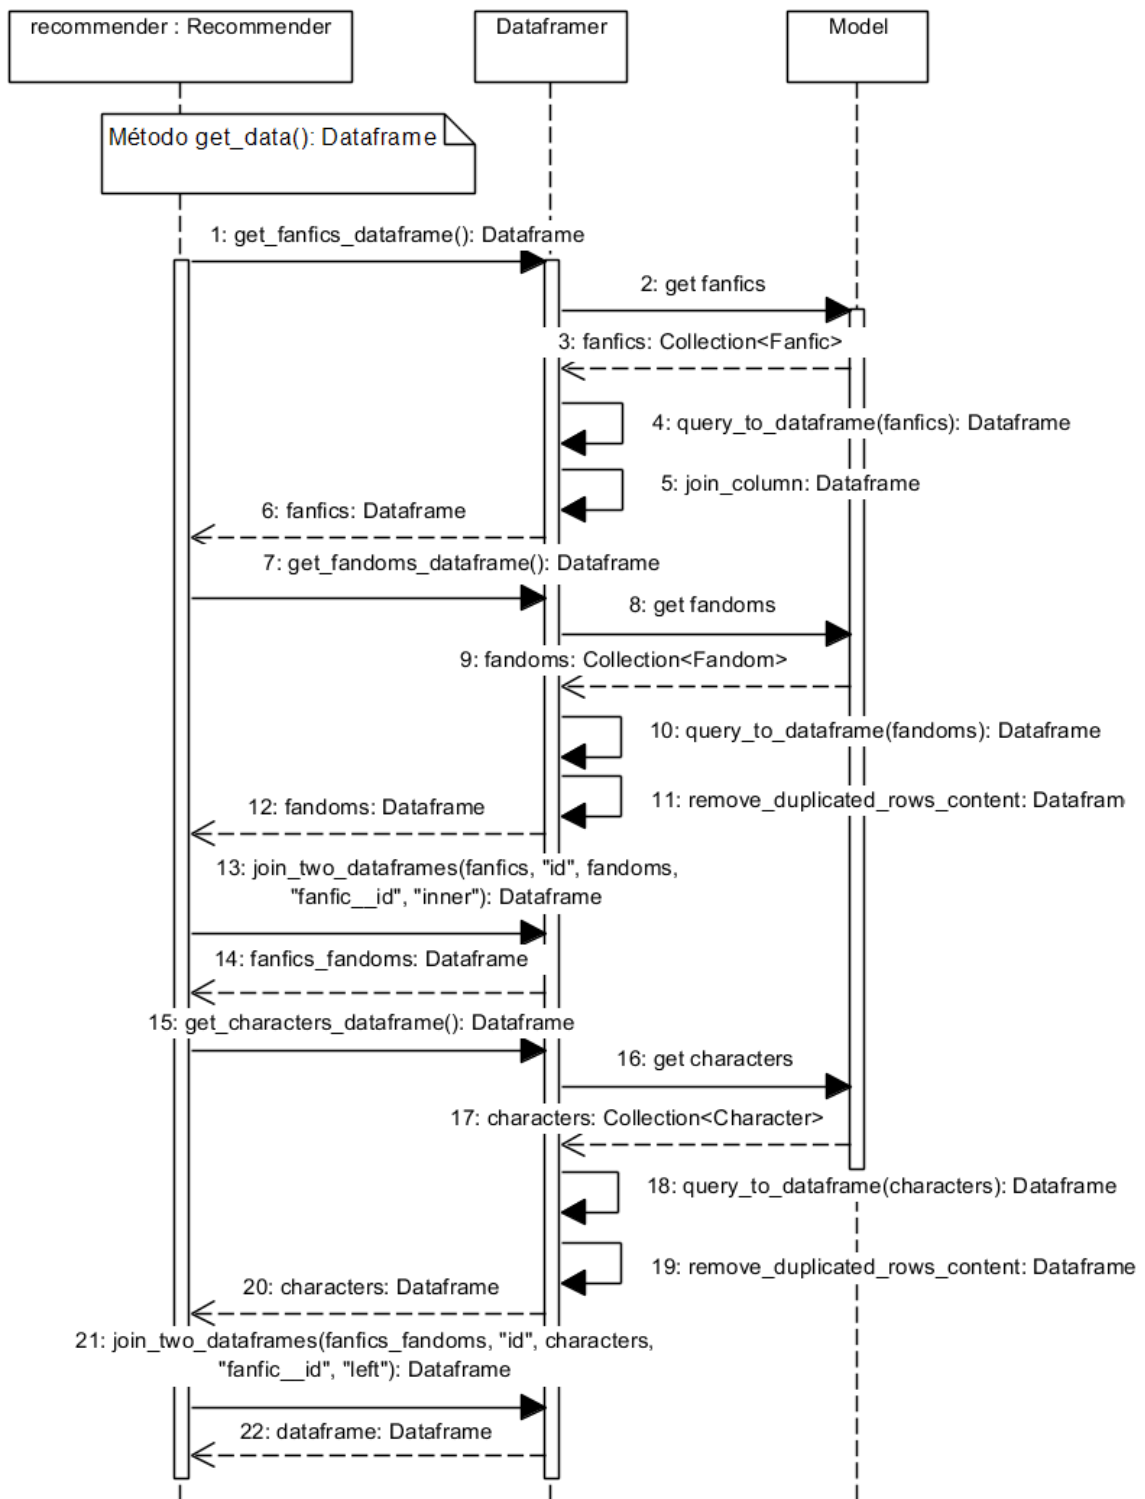 recommender : Recommender
Dataframer
Model
Método get_data(): Dataframe
1: get_fanfics_dataframe(): Dataframe
2: get fanfics
3: fanfics: Collection<Fanfic>
4: query_to_dataframe(fanfics): Dataframe
5: join_column: Dataframe
6: fanfics: Dataframe
7: get_fandoms_dataframe(): Dataframe
8: get fandoms
9: fandoms: Collection<Fandom>
10: query_to_dataframe(fandoms): Dataframe
11: remove_duplicated_rows_content: Datafram
12: fandoms: Dataframe
13: join_two_dataframes(fanfics, "id", fandoms,
"fanfic__id", "inner"): Dataframe
14: fanfics_fandoms: Dataframe
15: get_characters_dataframe(): Dataframe
16: get characters
17: characters: Collection<Character>
18: query_to_dataframe(characters): Dataframe
19: remove_duplicated_rows_content: Dataframe
20: characters: Dataframe
21: join_two_dataframes(fanfics_fandoms, "id", characters,
"fanfic__id", "left"): Dataframe
22: dataframe: Dataframe